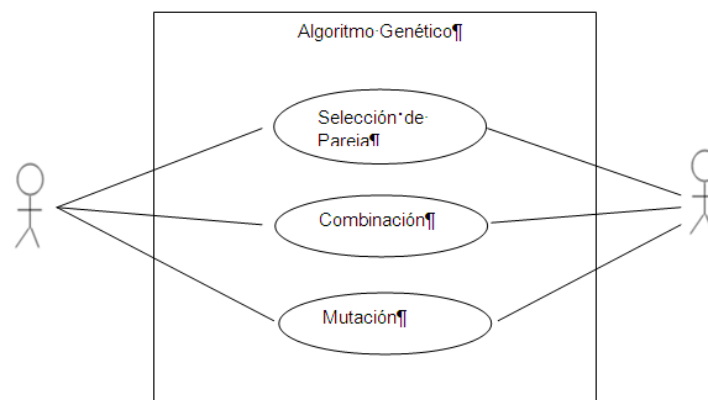 Algoritmo·Genético¶
Selección·de·
Pareja¶
Combinación¶
Mutación¶